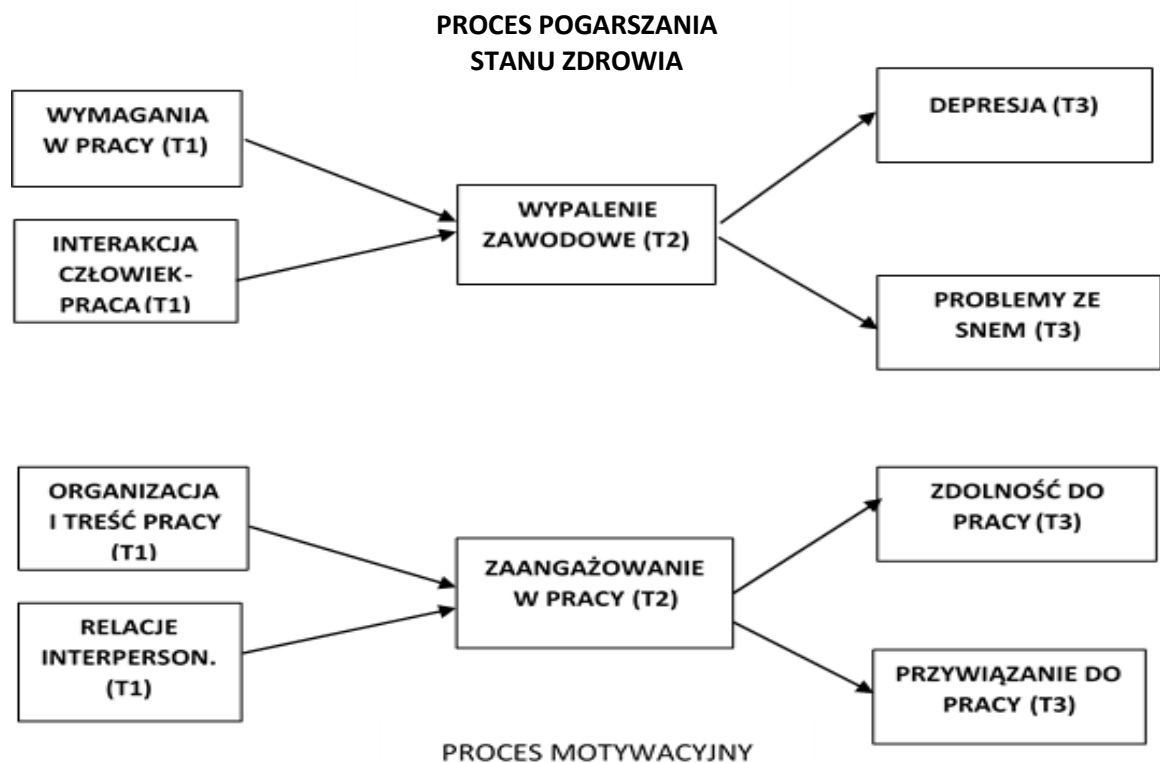 PROCES POGARSZANIA
STANU ZDROWIA
WYMAGANIA
W PRACY (T1)
INTERAKCJA
CZŁOWIEK-
PRACA (T1)
WYPALENIE
ZAWODOWE (T2)
DEPRESJA (T3)
PROBLEMY ZE
SNEM (T3)
ORGANIZACJA
I TREŚĆ PRACY
(T1)
RELACJE
INTERPERSON.
(T1)
ZAANGAŻOWANIE
W PRACY (T2)
ZDOLNOŚĆ DO
PRACY (T3)
PRZYWIĄZANIE DO
PRACY (T3)
PROCES MOTYWACYJNY